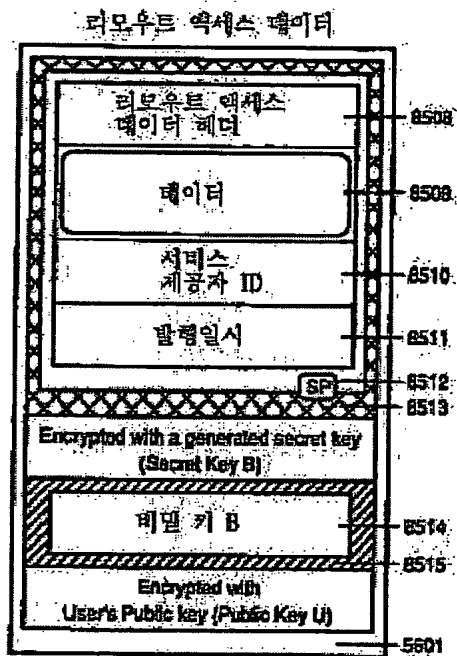 리모우트 액세스 데이터
리모우트 액세스
데이터 헤더
8508
데이터
8509
서비스
제공자 ID
8510
발행일시
8511
SP
8512
8513
Encrypted with a generated secret key
(Secret Key B)
비밀 키 B
8514
8515
Encrypted with
User's Public key (Public Key U)
5601